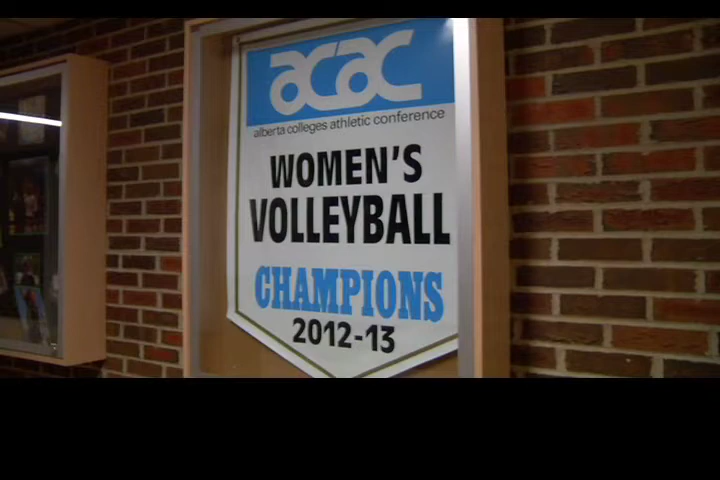 acac
alberta colleges athletic conference
WOMEN'S
VOLLEYBALL
CHAMPIONS
2012-13